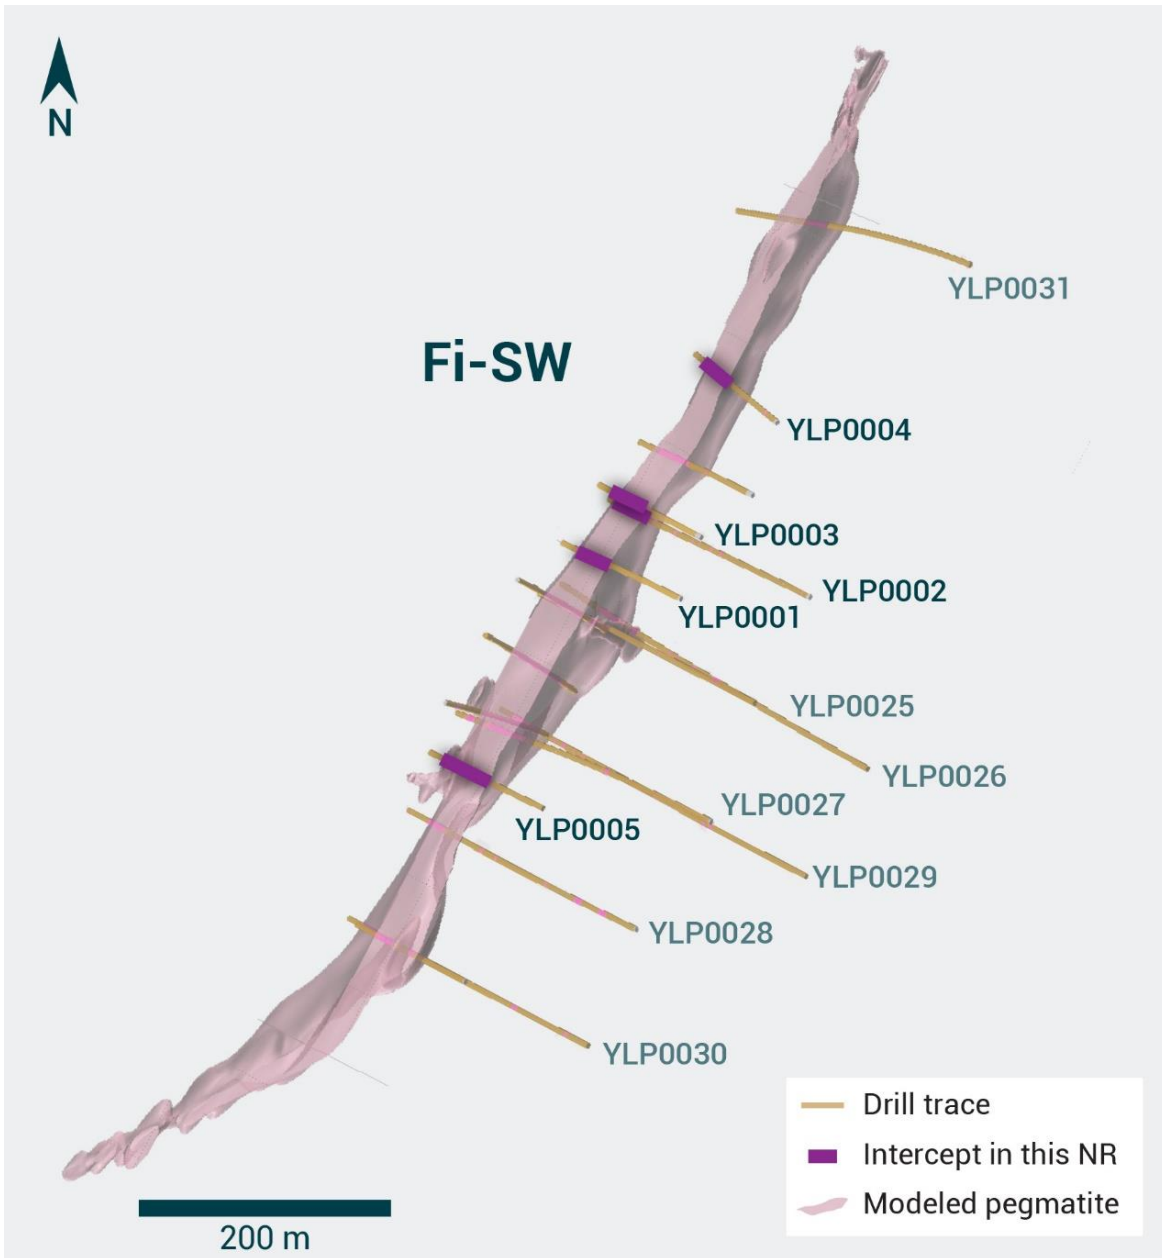 N
YLP0031
Fi-SW
YLP0004
YLP0003
YLP0002
YLP0001
YLP0025
YLP0026
YLP0027
YLP0005
YLP0029
YLP0028
YLP0030
Drill trace
Intercept in this NR
Modeled pegmatite
200 m